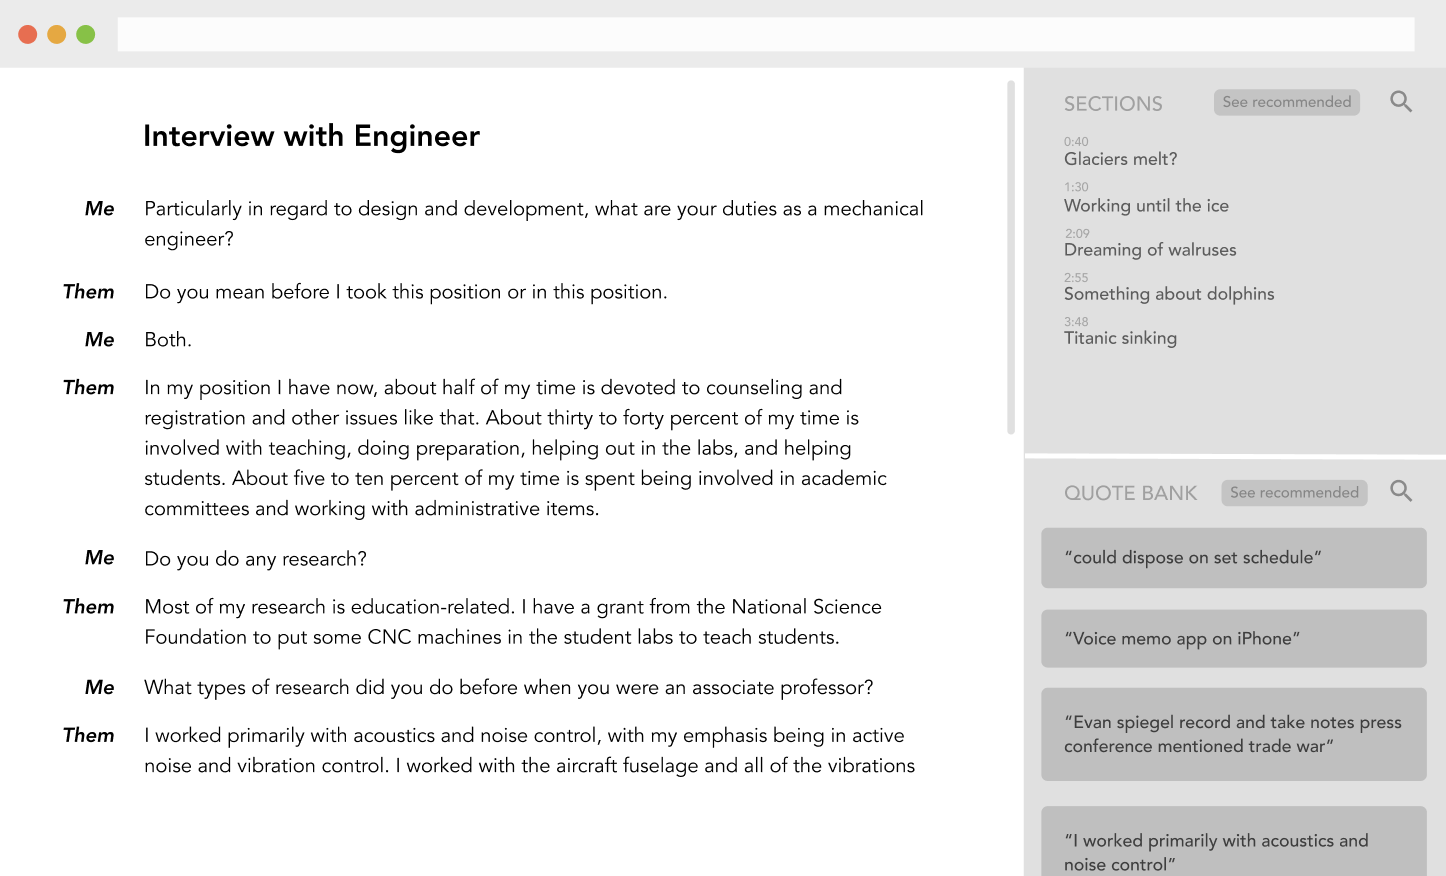 Interview with Engineer
Me Particularly in regard to design and development, what are your duties as a mechanical
engineer?
Them Do you mean before I took this position or in this position.
Me Both.
Them In my position I have now, about half of my time is devoted to counseling and
registration and other issues like that. About thirty to forty percent of my time is
involved with teaching, doing preparation, helping out in the labs, and helping
students. About five to ten percent of my time is spent being involved in academic
committees and working with administrative items.
Me Do you do any research?
Them Most of my research is education-related. I have a grant from the National Science
Foundation to put some CNC machines in the student labs to teach students.
Me What types of research did you do before when you were an associate professor?
Them I worked primarily with acoustics and noise control, with my emphasis being in active
noise and vibration control. I worked with the aircraft fuselage and all of the vibrations
SECTIONS See recommended
0:40
Glaciers melt?
1:30
Working until the ice
2:09
Dreaming of walruses
2:55
Something about dolphins
3:48
Titanic sinking
QUOTE BANK See recommended
“could dispose on set schedule”
“Voice memo app on iPhone”
“Evan spiegel record and take notes press
conference mentioned trade war”
“I worked primarily with acoustics and
noise control”